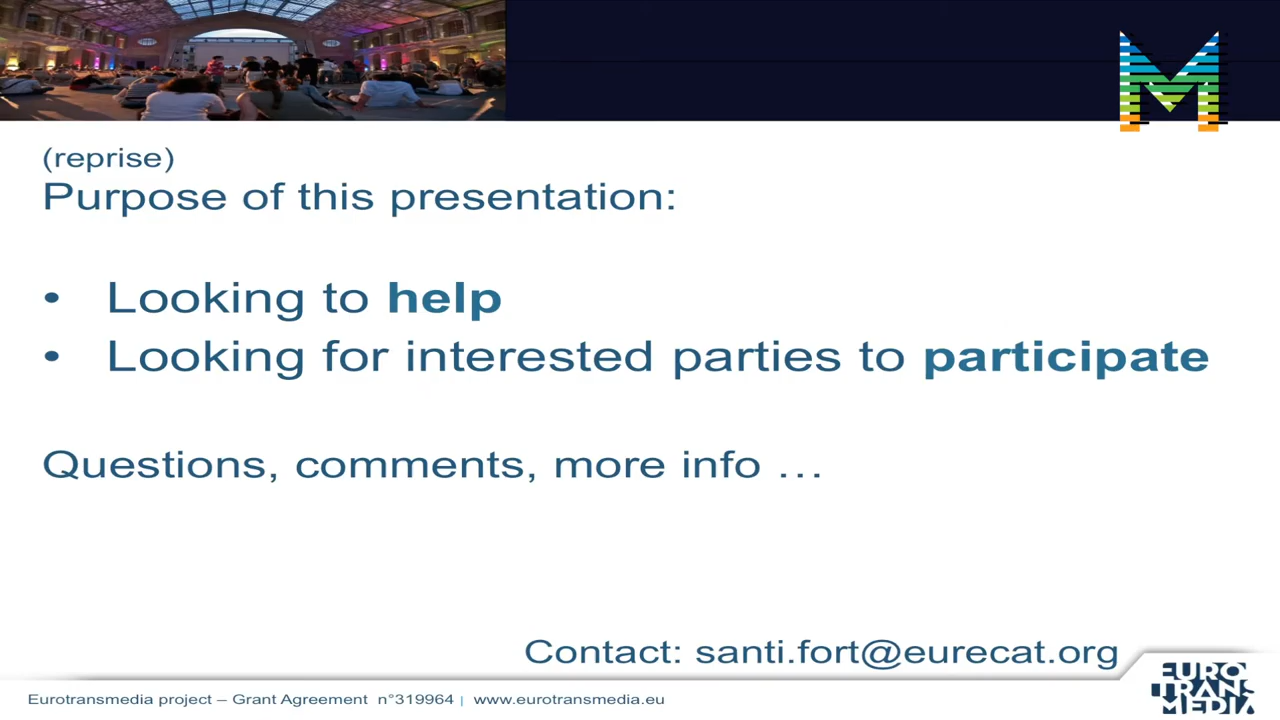 M
(reprise)
Purpose of this presentation:
• Looking to help
• Looking for interested parties to participate
Questions, comments, more info …
Contact: santi.fort@eurecat.org
Eurotransmedia project – Grant Agreement n°319964 | www.eurotransmedia.eu
EURO
TRANS
MEDIA